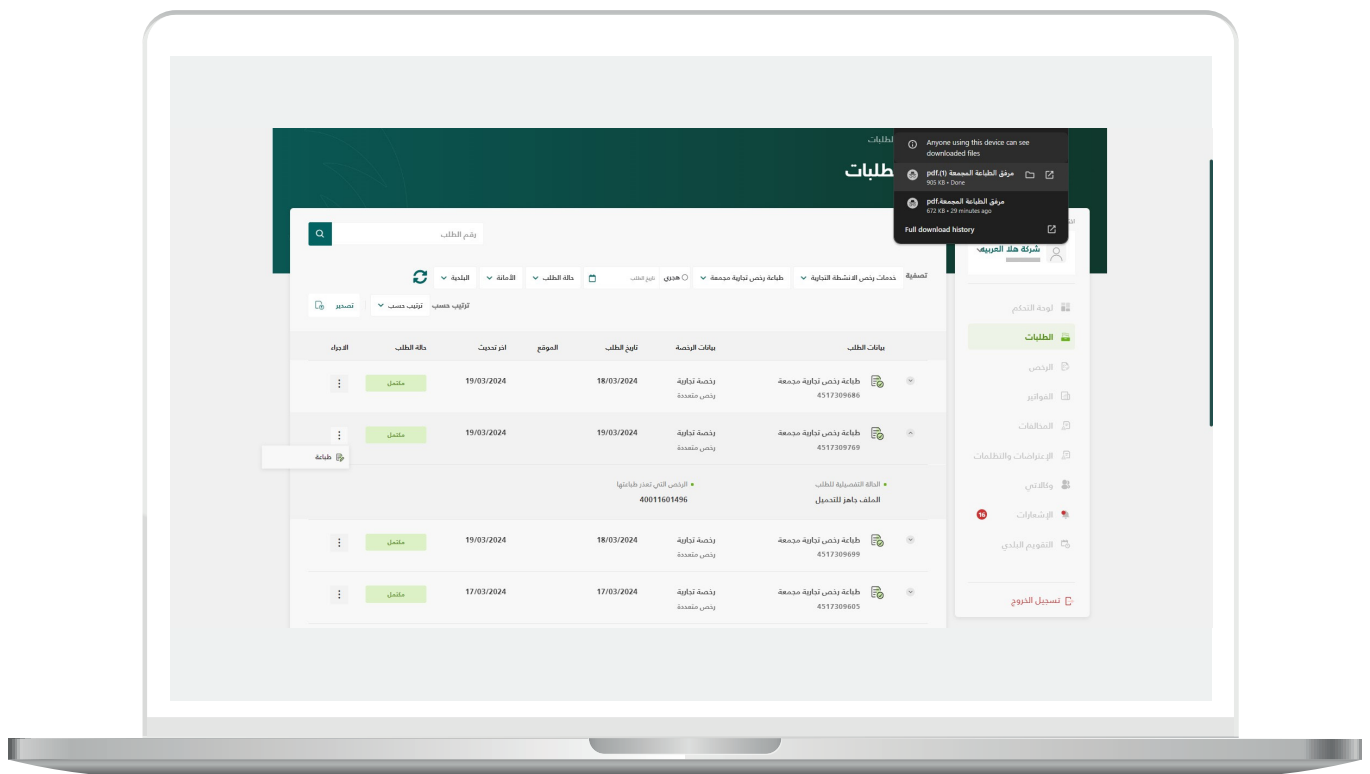 الطلبات
طلبات
Anyone using this device can see
downloaded files
مرفق الطباعة المجمعة (1).pdf
905 KB • Done
مرفق الطباعة المجمعة.pdf
672 KB • 29 minutes ago
Full download history
شركة هلا العربية
لوحة التحكم
الطلبات
الرخص
الفواتير
المخالفات
الإعتراضات والتظلمات
وكالاتي
الإشعارات 16
التقويم البلدي
تسجيل الخروج
رقم الطلب
تصفية خدمات رخص الانشطة التجارية طباعة رخص تجارية مجمعة هجري تاريخ الطلب حالة الطلب الأمانة البلدية
ترتيب حسب ترتيب حسب تصدير
بيانات الطلب بيانات الرخصة تاريخ الطلب الموقع اخر تحديث حالة الطلب الاجراء
طباعة رخص تجارية مجمعة رخصة تجارية 18/03/2024 19/03/2024 مكتمل
4517309686 رخص متعددة
طباعة رخص تجارية مجمعة رخصة تجارية 19/03/2024 19/03/2024 مكتمل
4517309769 رخص متعددة
طباعة
الحالة التفصيلية للطلب الرخص التي تعذر طباعتها
الملف جاهز للتحميل 40011601496
طباعة رخص تجارية مجمعة رخصة تجارية 18/03/2024 19/03/2024 مكتمل
4517309699 رخص متعددة
طباعة رخص تجارية مجمعة رخصة تجارية 17/03/2024 17/03/2024 مكتمل
4517309605 رخص متعددة